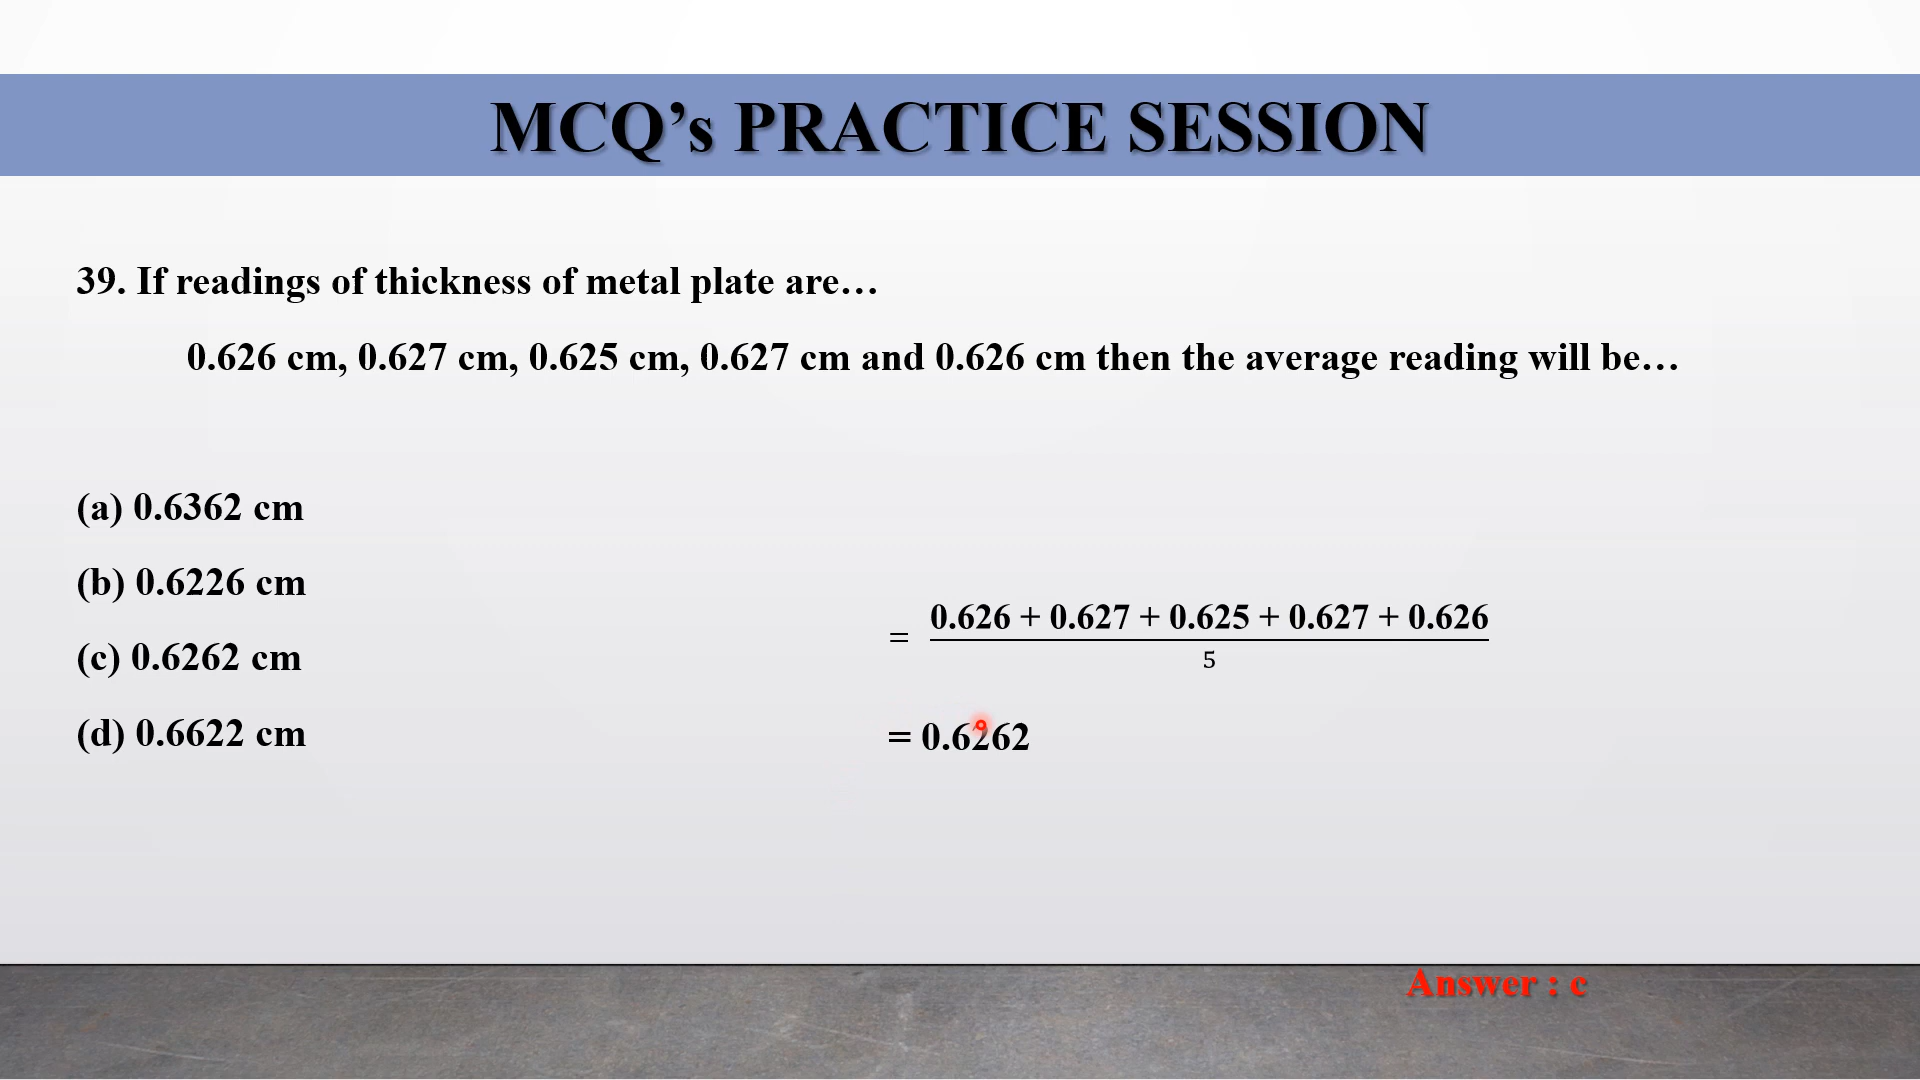 MCQ’s PRACTICE SESSION
39. If readings of thickness of metal plate are…
0.626 cm, 0.627 cm, 0.625 cm, 0.627 cm and 0.626 cm then the average reading will be…
(a) 0.6362 cm
(b) 0.6226 cm
(c) 0.6262 cm
(d) 0.6622 cm
= 0.626 + 0.627 + 0.625 + 0.627 + 0.626
5
= 0.6262
Answer : c